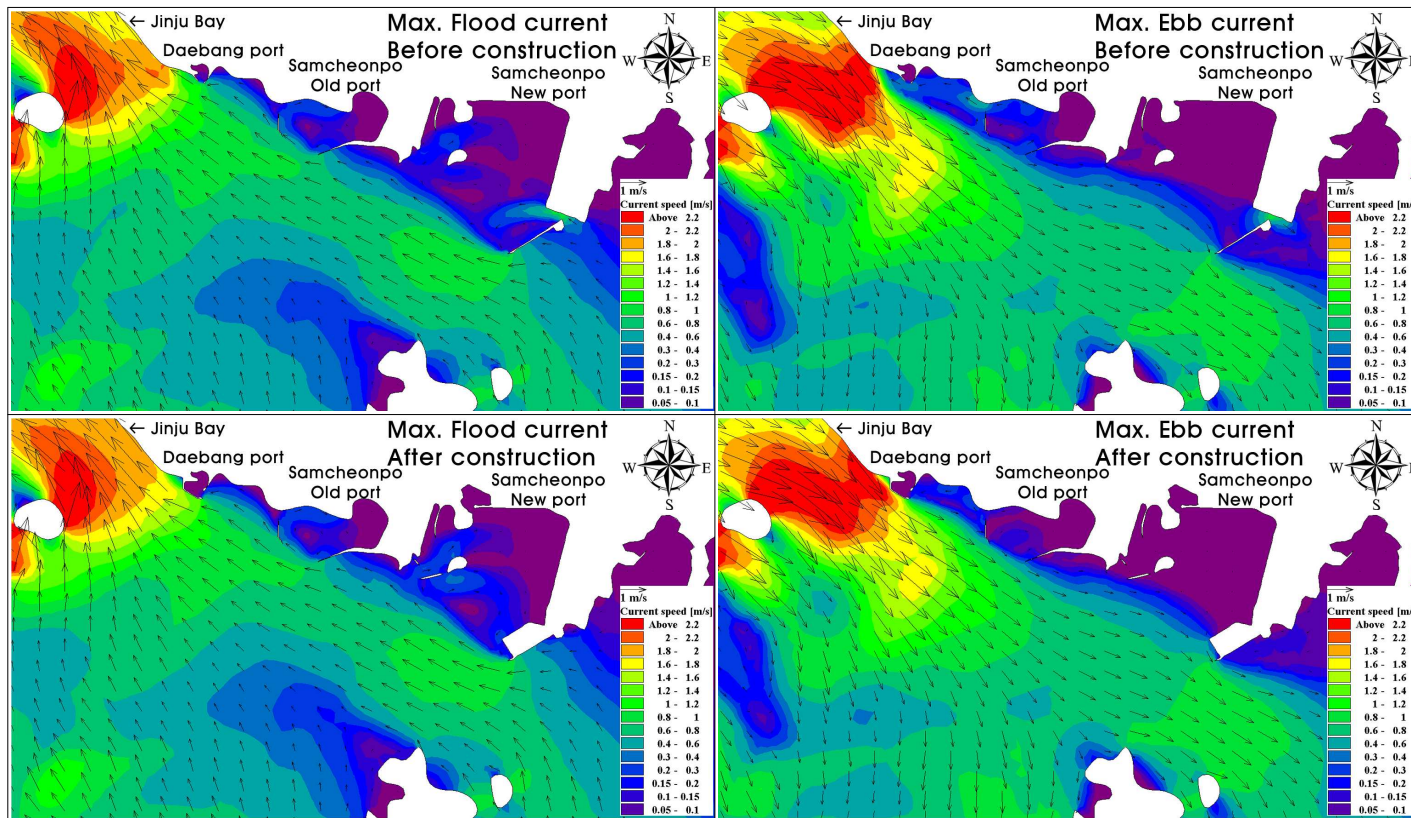 ← Jinju Bay
Max. Flood current
Before construction
Daebang port
Samcheonpo
Old port
Samcheonpo
New port
N
W
E
S
1 m/s
Current speed [m/s]
Above 2.2
2 - 2.2
1.8 - 2
1.6 - 1.8
1.4 - 1.6
1.2 - 1.4
1 - 1.2
0.8 - 1
0.6 - 0.8
0.4 - 0.6
0.3 - 0.4
0.2 - 0.3
0.15 - 0.2
0.1 - 0.15
0.05 - 0.1
← Jinju Bay
Max. Ebb current
Before construction
Daebang port
Samcheonpo
Old port
Samcheonpo
New port
N
W
E
S
1 m/s
Current speed [m/
Above 2.2
2 - 2.2
1.8 - 2
1.6 - 1.8
1.4 - 1.6
1.2 - 1.4
1 - 1.2
0.8 - 1
0.6 - 0.8
0.4 - 0.6
0.3 - 0.4
0.2 - 0.3
0.15 - 0.2
0.1 - 0.15
0.05 - 0.1
← Jinju Bay
Max. Flood current
After construction
Daebang port
Samcheonpo
Old port
Samcheonpo
New port
N
W
E
S
1 m/s
Current speed [m/s]
Above 2.2
2 - 2.2
1.8 - 2
1.6 - 1.8
1.4 - 1.6
1.2 - 1.4
1 - 1.2
0.8 - 1
0.6 - 0.8
0.4 - 0.6
0.3 - 0.4
0.2 - 0.3
0.15 - 0.2
0.1 - 0.15
0.05 - 0.1
← Jinju Bay
Max. Ebb current
After construction
Daebang port
Samcheonpo
Old port
Samcheonpo
New port
N
W
E
S
1 m/s
Current speed [m/
Above 2.2
2 - 2.2
1.8 - 2
1.6 - 1.8
1.4 - 1.6
1.2 - 1.4
1 - 1.2
0.8 - 1
0.6 - 0.8
0.4 - 0.6
0.3 - 0.4
0.2 - 0.3
0.15 - 0.2
0.1 - 0.15
0.05 - 0.1